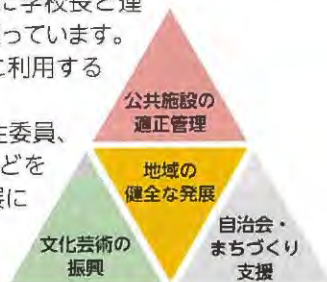 に学校長と連
っています。
に利用する
委員、
どを
展に
公共施設の
適正管理
地域の
健全な発展
文化芸術の
振興
自治会・
まちづくり
支援